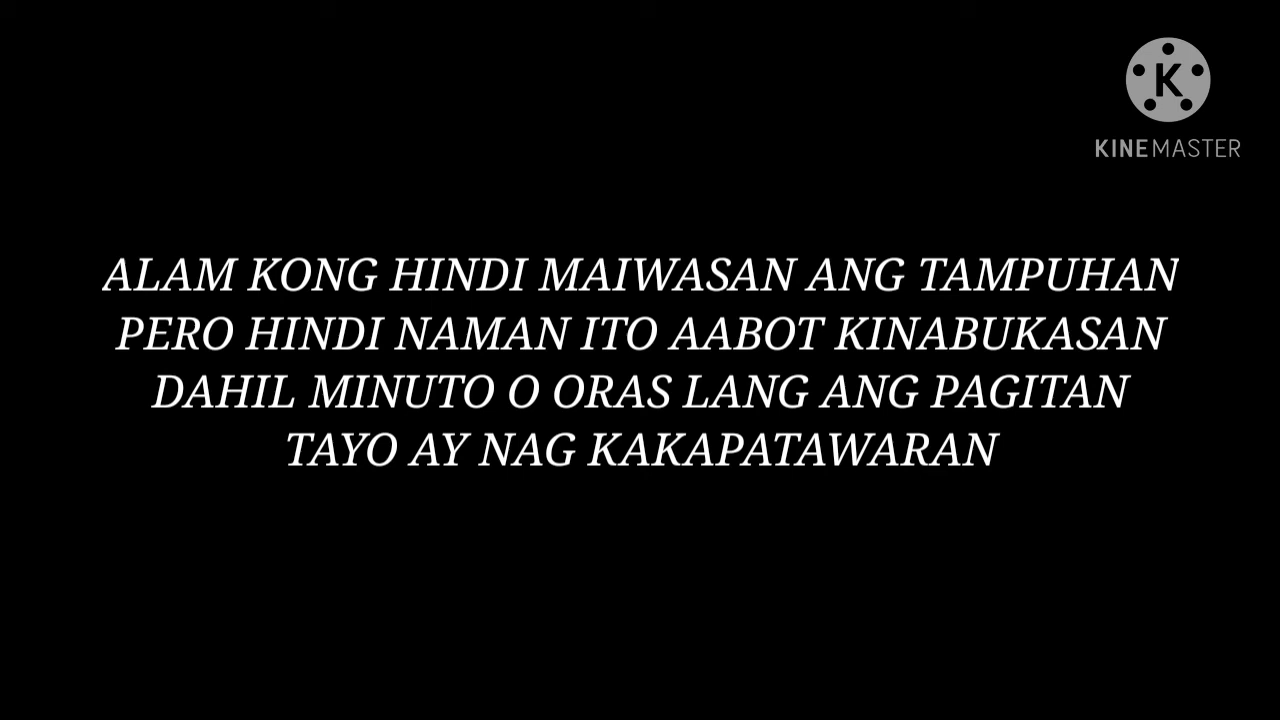 K
KINEMASTER
ALAM KONG HINDI MAIWASAN ANG TAMPUHAN
PERO HINDI NAMAN ITO AABOT KINABUKASAN
DAHIL MINUTO O ORAS LANG ANG PAGITAN
TAYO AY NAG KAKAPATAWARAN